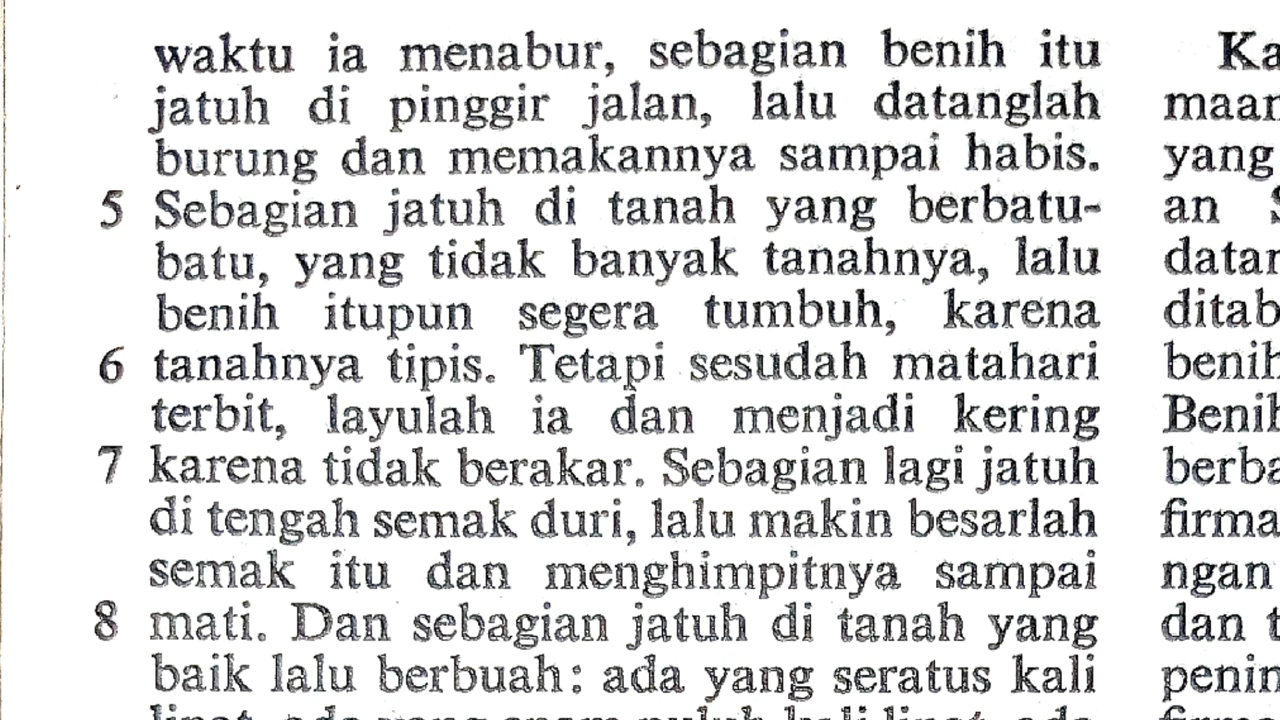 waktu ia menabur, sebagian benih itu
jatuh di pinggir jalan, lalu datanglah
burung dan memakannya sampai habis.
5 Sebagian jatuh di tanah yang berbatu-
batu, yang tidak banyak tanahnya, lalu
benih itupun segera tumbuh, karena
6 tanahnya tipis. Tetapi sesudah matahari
terbit, layulah ia dan menjadi kering
7 karena tidak berakar. Sebagian lagi jatuh
di tengah semak duri, lalu makin besarlah
semak itu dan menghimpitnya sampai
8 mati. Dan sebagian jatuh di tanah yang
baik lalu berbuah: ada yang seratus kali
yang
an
ngan
dan